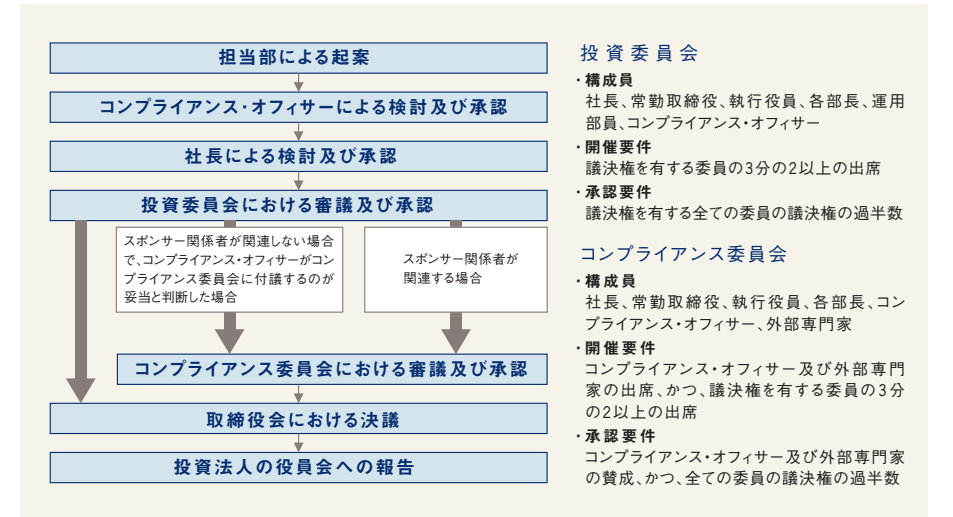 担当部による起案
コンプライアンス・オフィサーによる検討及び承認
社長による検討及び承認
投資委員会における審議及び承認
スポンサー関係者が関連しない場合
で、コンプライアンス・オフィサーがコン
プライアンス委員会に付議するのが
妥当と判断した場合
スポンサー関係者が
関連する場合
コンプライアンス委員会における審議及び承認
取締役会における決議
投資法人の役員会への報告
投資委員会
・構成員
社長、常勤取締役、執行役員、各部長、運用
部員、コンプライアンス・オフィサー
・開催要件
議決権を有する委員の3分の2以上の出席
・承認要件
議決権を有する全ての委員の議決権の過半数
コンプライアンス委員会
・構成員
社長、常勤取締役、執行役員、各部長、コン
プライアンス・オフィサー、外部専門家
・開催要件
コンプライアンス・オフィサー及び外部専門
家の出席、かつ、議決権を有する委員の3分
の2以上の出席
・承認要件
コンプライアンス・オフィサー及び外部専門家
の賛成、かつ、全ての委員の議決権の過半数